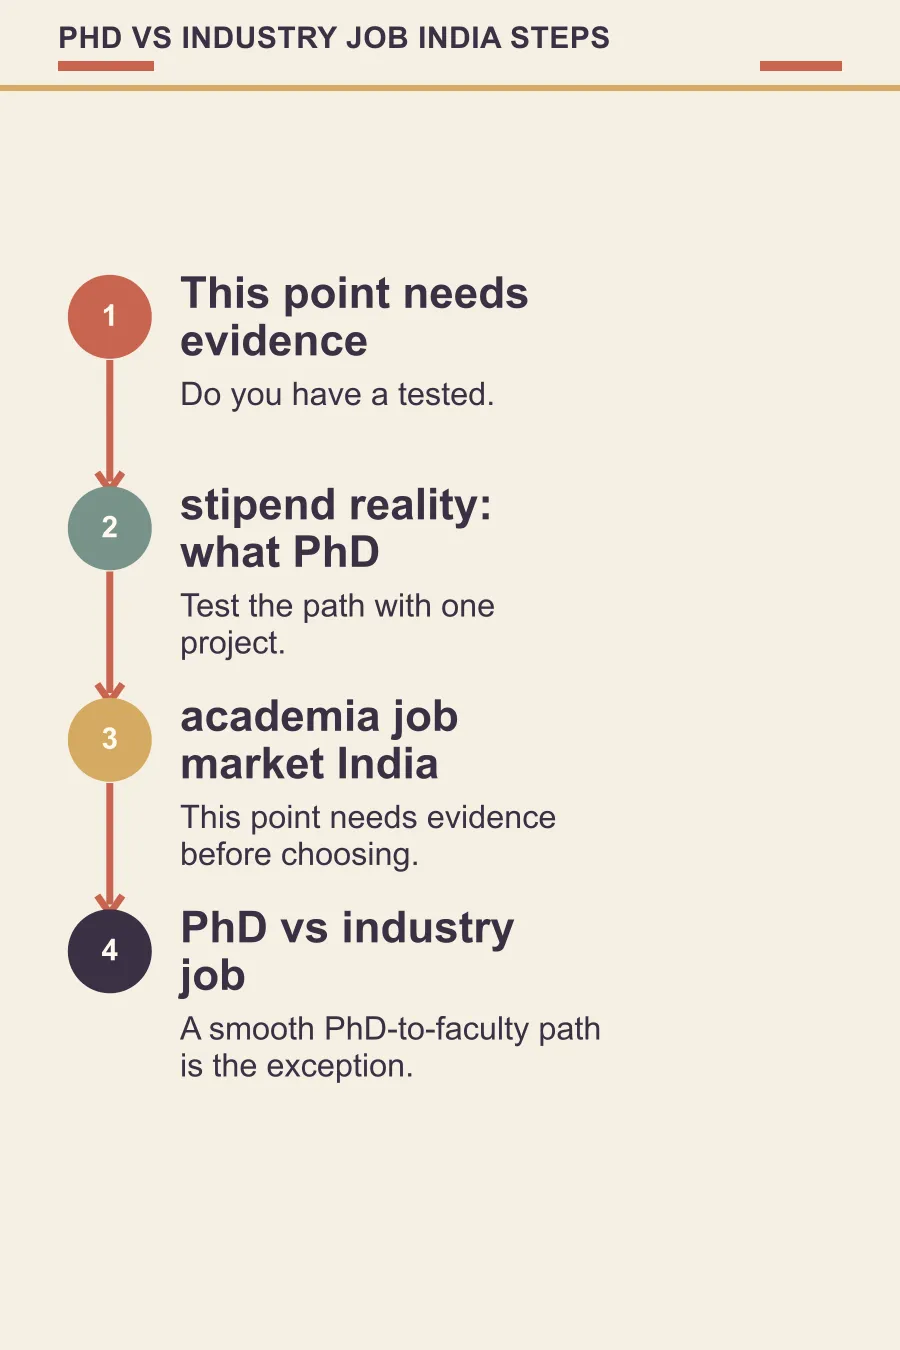 PHD VS INDUSTRY JOB INDIA STEPS
1
This point needs
evidence
Do you have a tested.
2
stipend reality:
what PhD
Test the path with one
project.
3
academia job
market India
This point needs evidence
before choosing.
4
PhD vs industry
job
A smooth PhD-to-faculty path
is the exception.